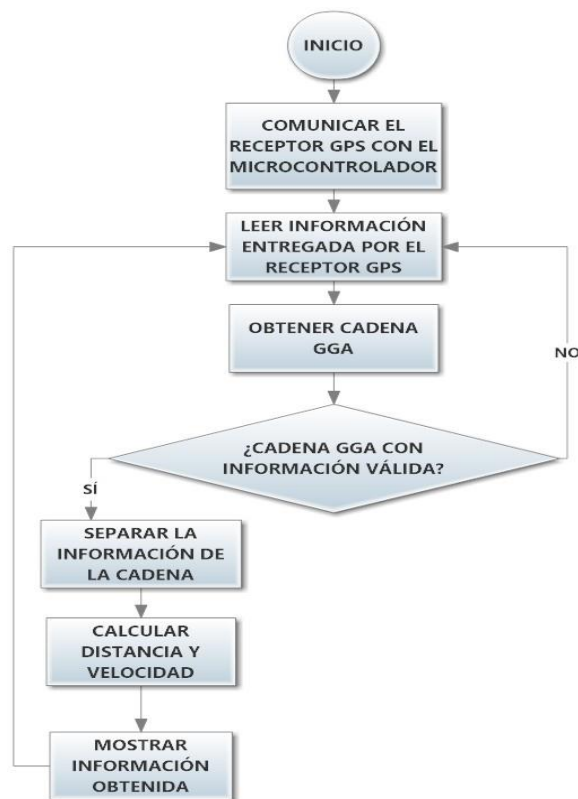 INICIO
COMUNICAR EL
RECEPTOR GPS CON EL
MICROCONTROLADOR
LEER INFORMACIÓN
ENTREGADA POR EL
RECEPTOR GPS
OBTENER CADENA
GGA
NO
¿CADENA GGA CON
INFORMACIÓN VÁLIDA?
SÍ
SEPARAR LA
INFORMACIÓN DE
LA CADENA
CALCULAR
DISTANCIA Y
VELOCIDAD
MOSTRAR
INFORMACIÓN
OBTENIDA